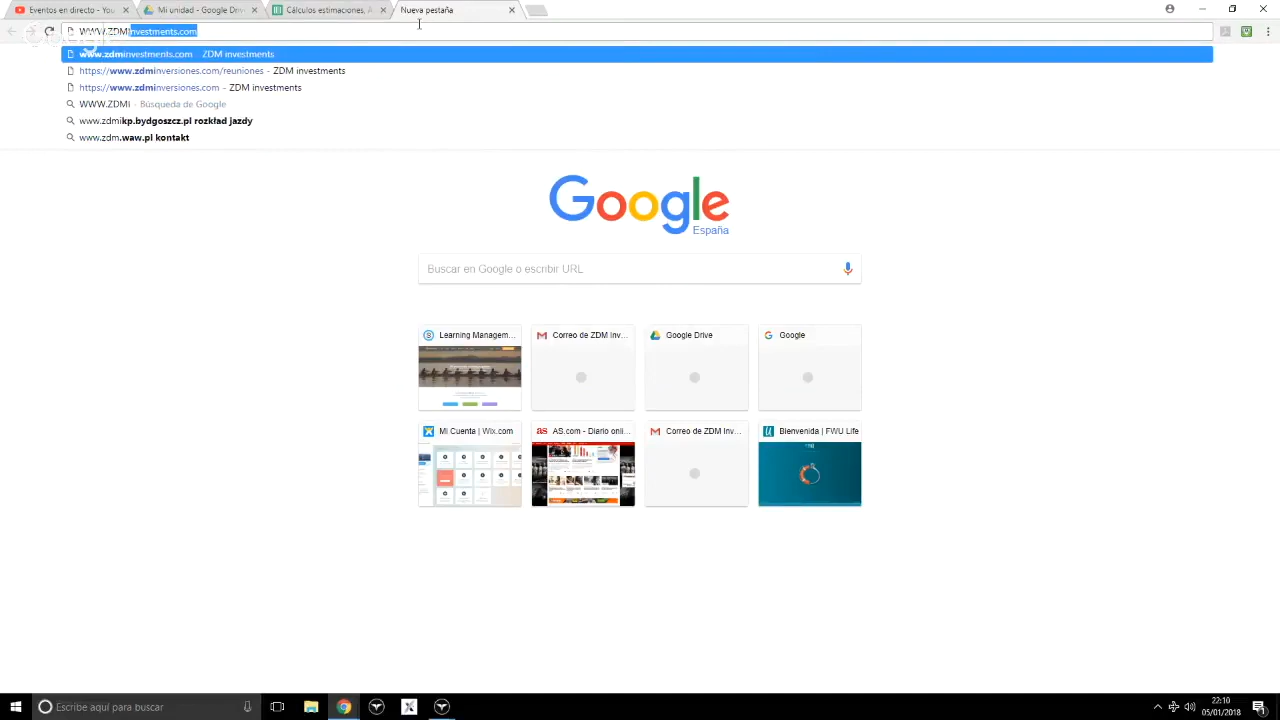 Eventos en directo - You
Mi unidad - Google Driv
Cálculos estimaciones, A
Nueva pestaña
WWW.ZDMinvestments.com
www.zdminvestments.com - ZDM investments
https://www.zdminversiones.com/reuniones - ZDM investments
https://www.zdminversiones.com - ZDM investments
WWW.ZDMi - Búsqueda de Google
www.zdmikp.bydgoszcz.pl rozkład jazdy
www.zdm.waw.pl kontakt
Google
España
Buscar en Google o escribir URL
Learning Managem...
Correo de ZDM Inv...
Google Drive
Google
Mi Cuenta | Wix.com
AS.com - Diario onli...
Correo de ZDM Inv...
Bienvenida | FWU Life
Escribe aquí para buscar
22:10
05/01/2018